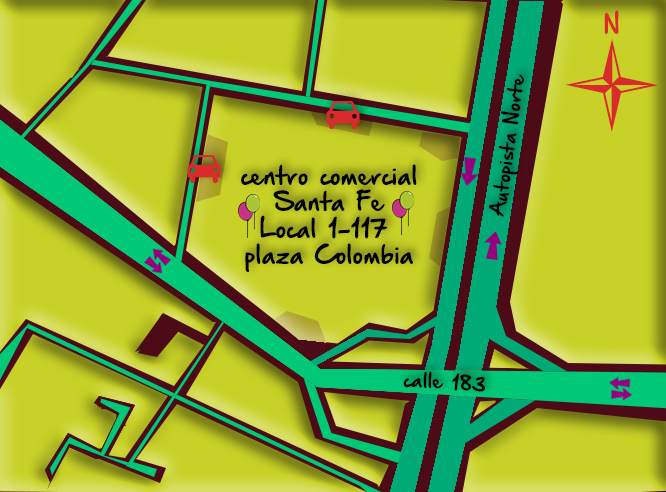 N
Autopista Norte
centro comercial
Santa Fe
Local 1-117
plaza Colombia
calle 183